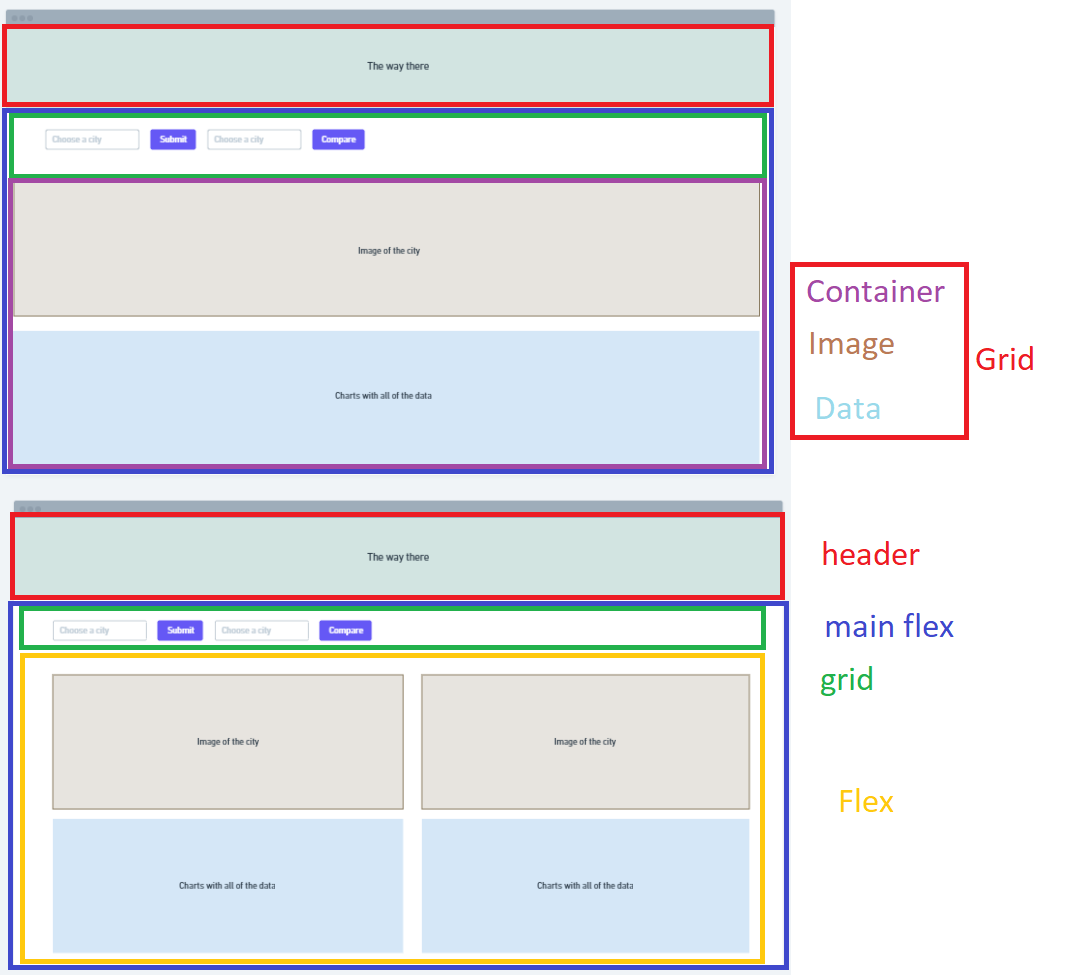 The way there
Choose a city Submit Choose a city Compare
Image of the city
Charts with all of the data
Container
Image
Data
Grid
The way there
Choose a city Submit Choose a city Compare
Image of the city Image of the city
Charts with all of the data Charts with all of the data
header
main flex
grid
Flex